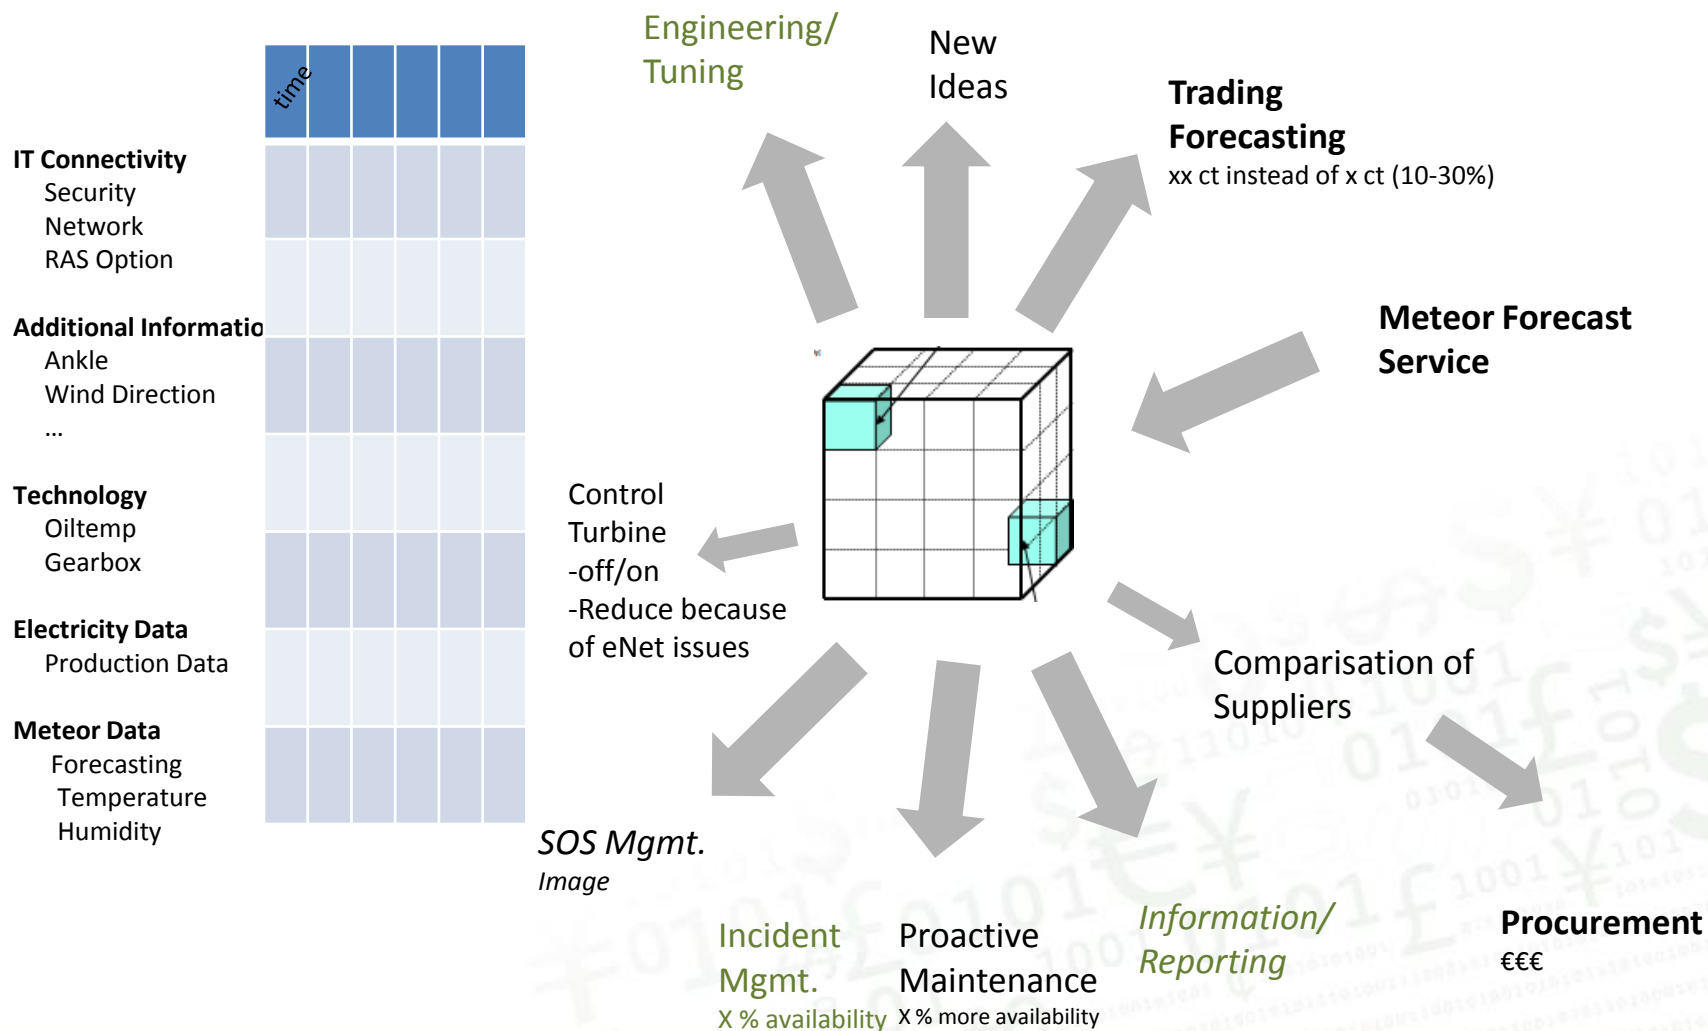 time
IT Connectivity
Security
Network
RAS Option
Additional Informatio
Ankle
Wind Direction
...
Technology
Oiltemp
Gearbox
Electricity Data
Production Data
Meteor Data
Forecasting
Temperature
Humidity
Engineering/
Tuning
New
Ideas
Trading
Forecasting
xx ct instead of x ct (10-30%)
Meteor Forecast
Service
Control
Turbine
-off/on
-Reduce because
of eNet issues
Comparisation of
Suppliers
SOS Mgmt.
Image
Incident
Mgmt.
X % availability
Proactive
Maintenance
X % more availability
Information/
Reporting
Procurement
€€€